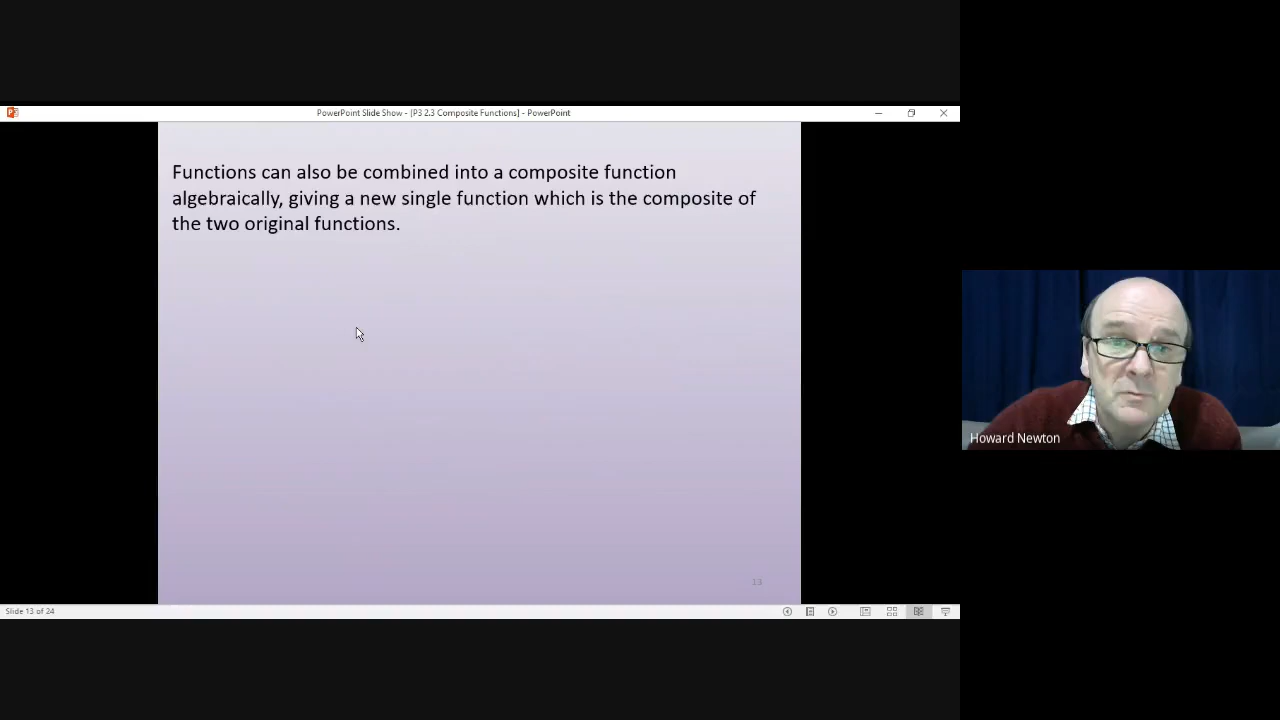 PowerPoint Slide Show - [P3 2.3 Composite Functions] - PowerPoint
Functions can also be combined into a composite function
algebraically, giving a new single function which is the composite of
the two original functions.
Howard Newton
13
Slide 13 of 24